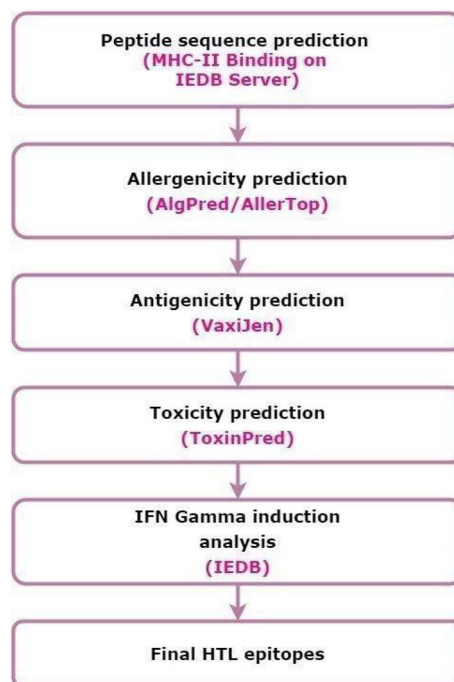 Peptide sequence prediction
(MHC-II Binding on
IEDB Server)
Allergenicity prediction
(AlgPred/AllerTop)
Antigenicity prediction
(VaxiJen)
Toxicity prediction
(ToxinPred)
IFN Gamma induction
analysis
(IEDB)
Final HTL epitopes